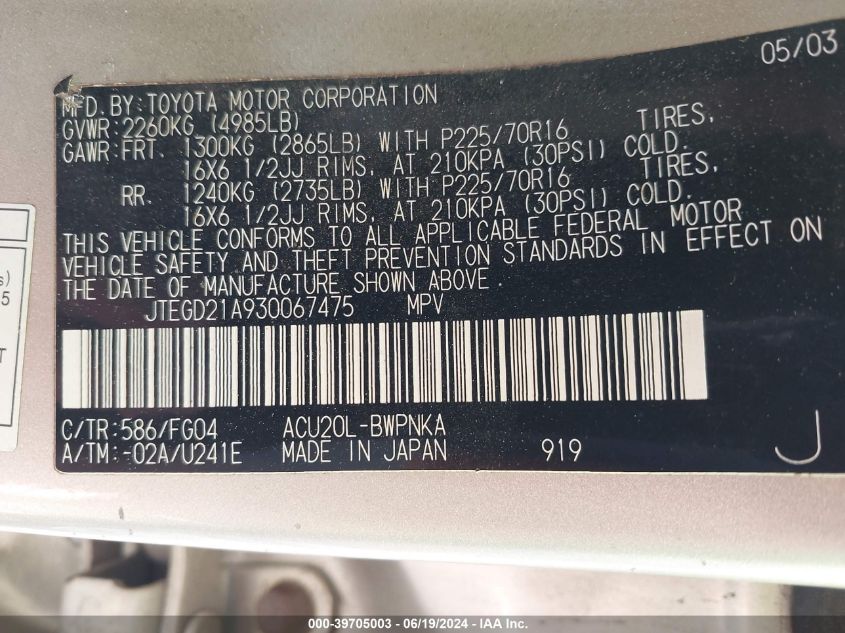 05/03
MFD. BY: TOYOTA MOTOR CORPORATION
GVWR: 2260KG (4985LB)
GAWR: FRT. 1300KG (2865LB) WITH P225/70R16 TIRES,
16X6 1/2JJ RIMS, AT 210KPA (30PSI) COLD.
RR. 1240KG (2735LB) WITH P225/70R16 TIRES,
16X6 1/2JJ RIMS, AT 210KPA (30PSI) COLD.
THIS VEHICLE CONFORMS TO ALL APPLICABLE FEDERAL MOTOR
VEHICLE SAFETY AND THEFT PREVENTION STANDARDS IN EFFECT ON
THE DATE OF MANUFACTURE SHOWN ABOVE.
JTEGD21A930067475 MPV
C/TR: 586/FG04 ACU20L-BWPNKA
A/TM: -02A/U241E MADE IN JAPAN 919 J
s)
5
T
000-39705003 - 06/19/2024 - IAA Inc.